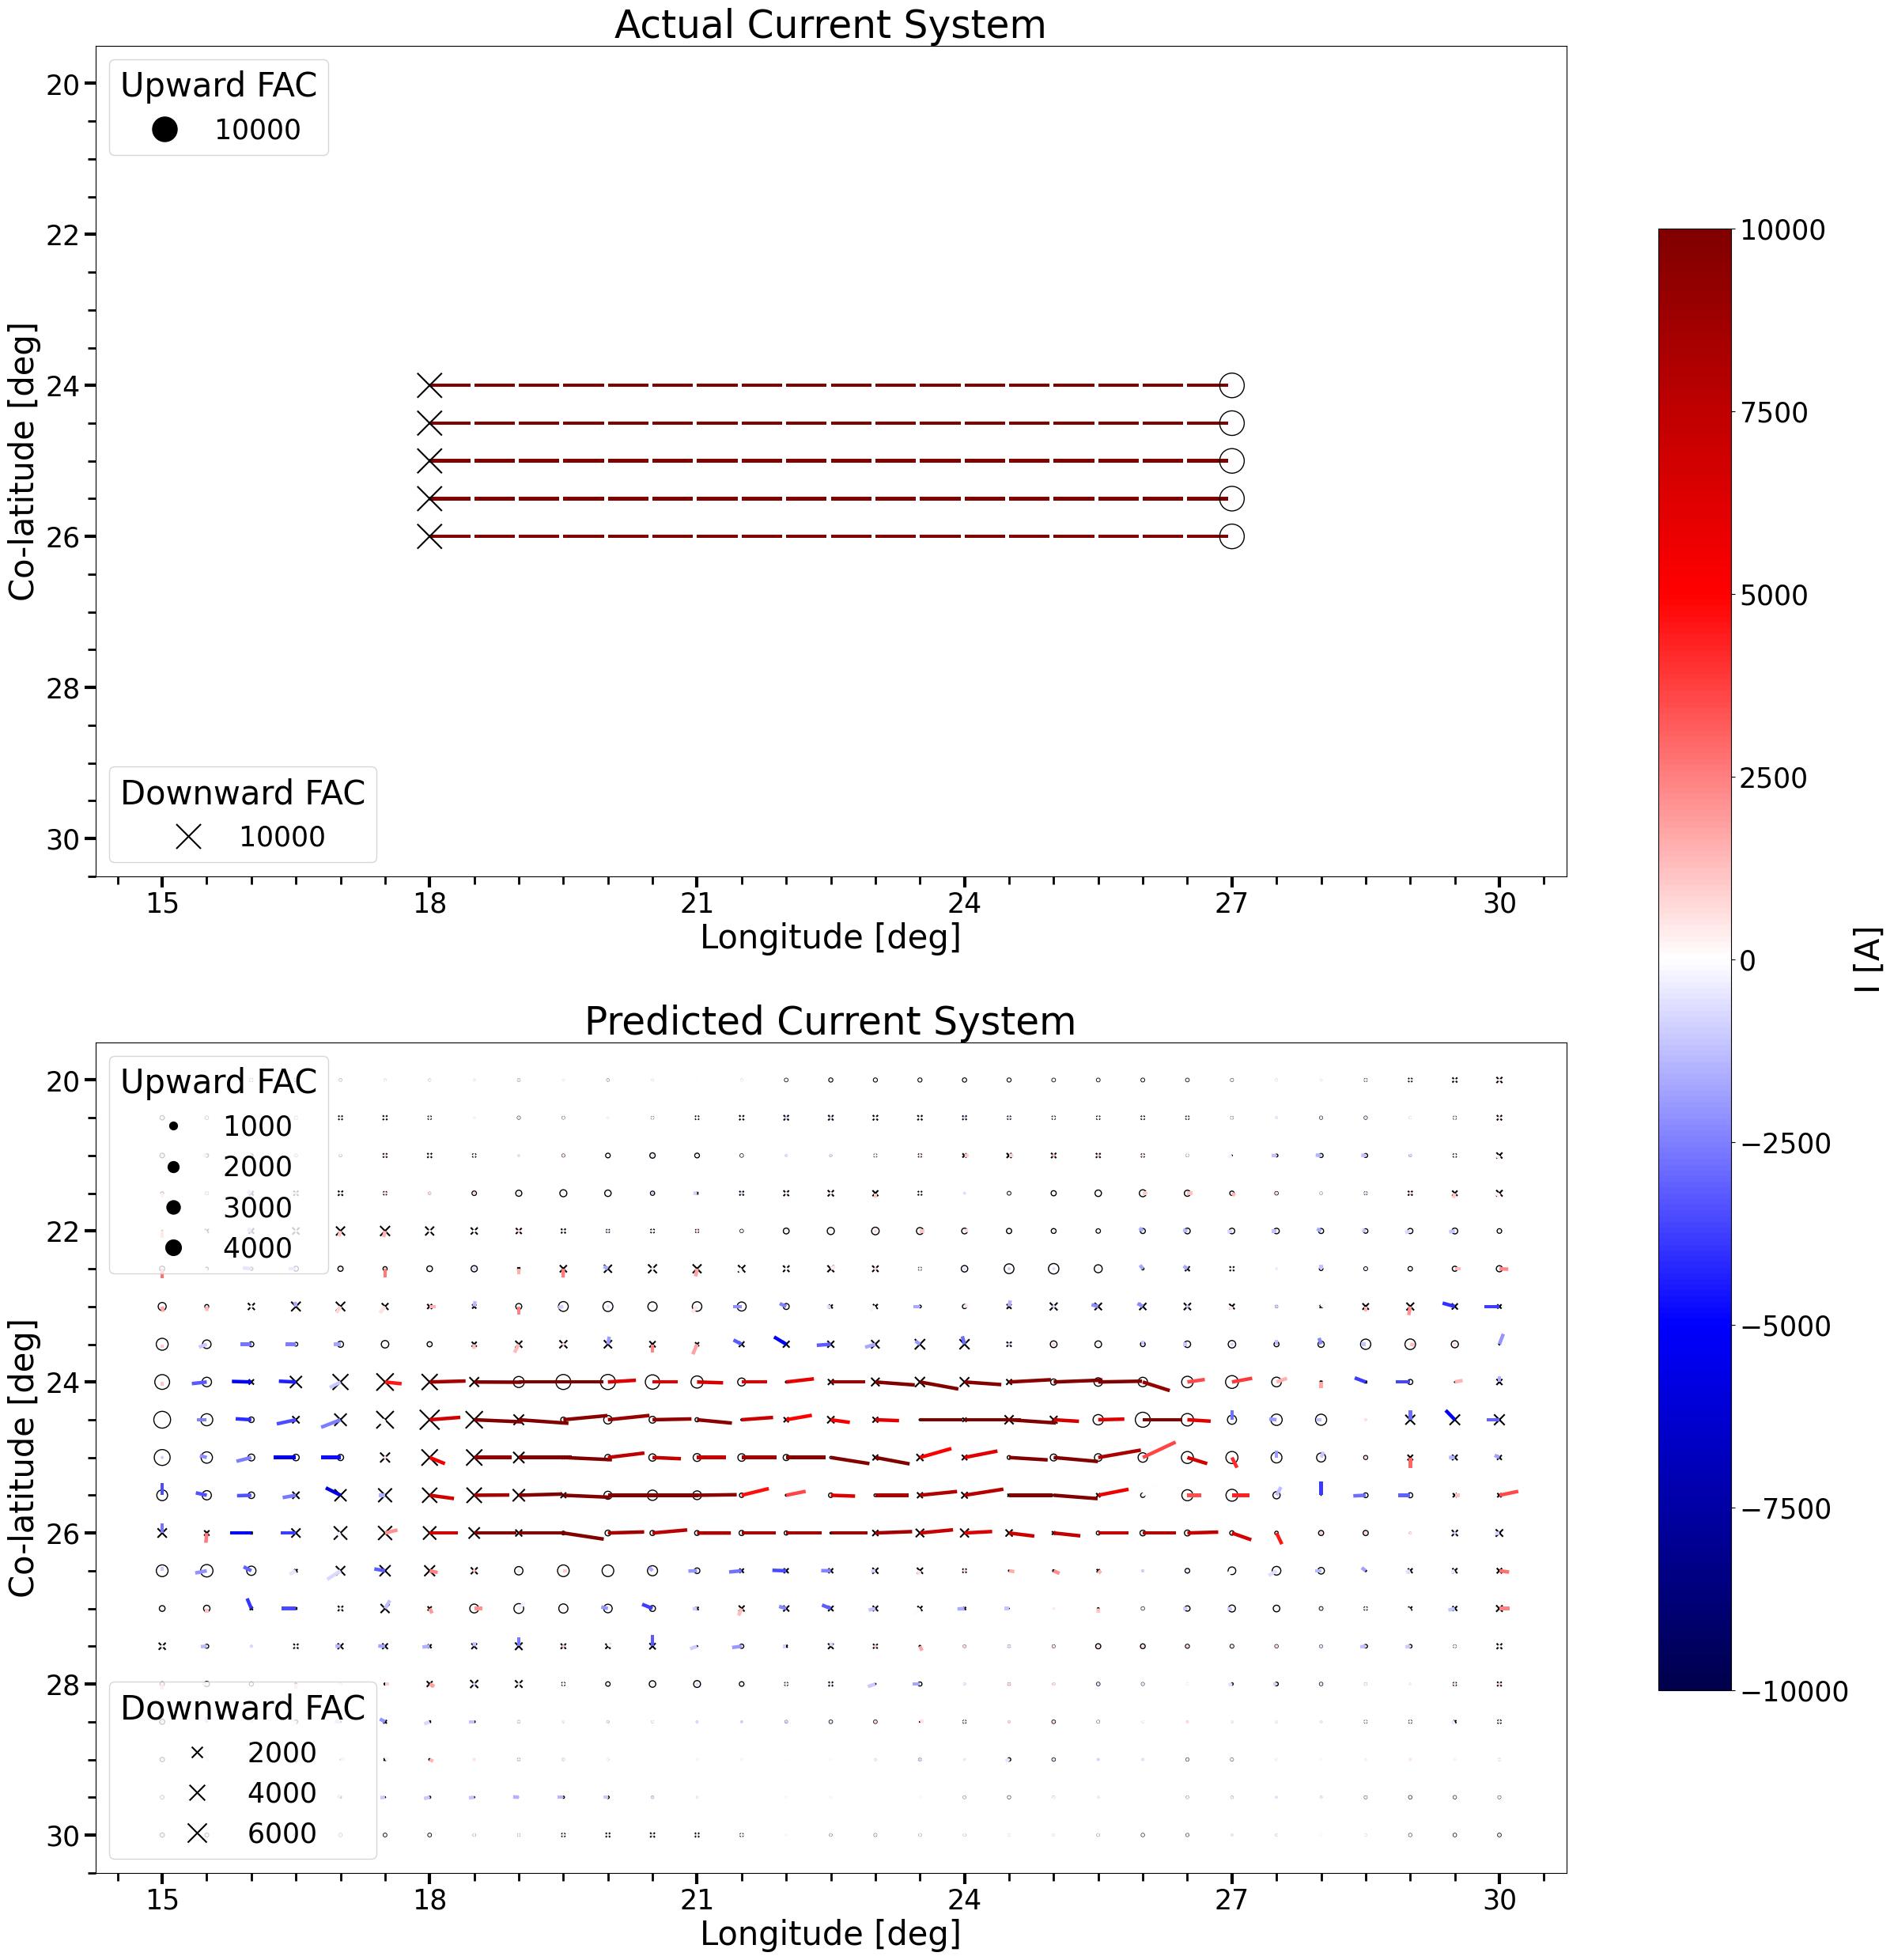 Actual Current System
Upward FAC
10000
Downward FAC
10000
20
22
24
26
28
30
Co-latitude [deg]
15 18 21 24 27 30
Longitude [deg]
Predicted Current System
Upward FAC
1000
2000
3000
4000
Downward FAC
2000
4000
6000
20
22
24
26
28
30
Co-latitude [deg]
15 18 21 24 27 30
Longitude [deg]
10000
7500
5000
2500
0
−2500
−5000
−7500
−10000
I [A]